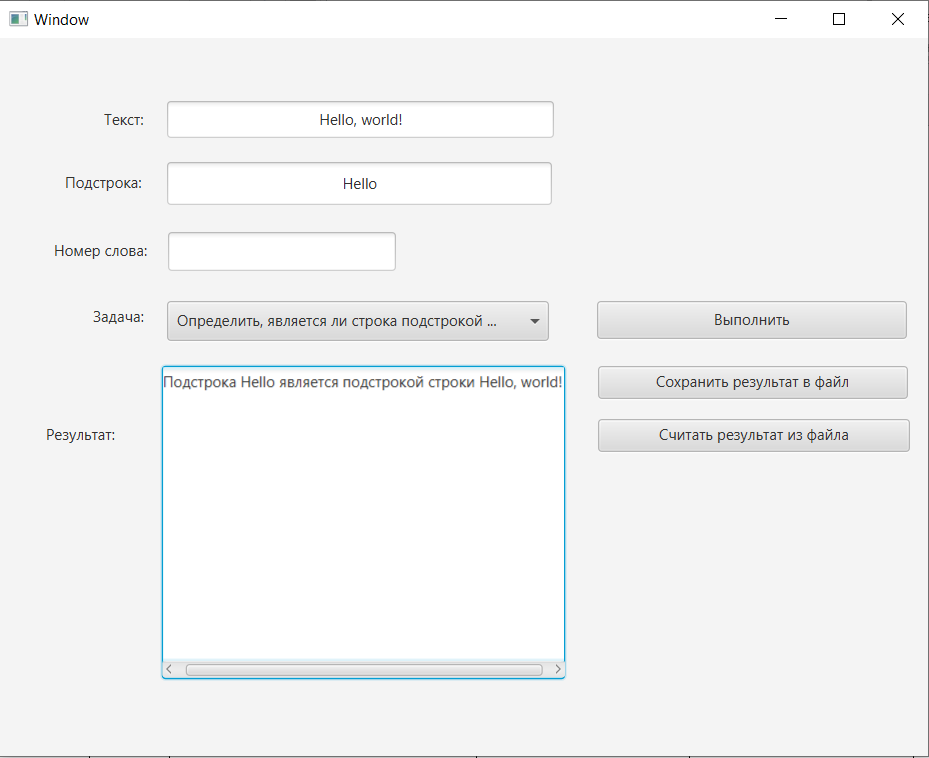 Window
Текст:
Hello, world!
Подстрока:
Hello
Номер слова:
Задача:
Определить, является ли строка подстрокой ...
Выполнить
Подстрока Hello является подстрокой строки Hello, world!
Сохранить результат в файл
Результат:
Считать результат из файла